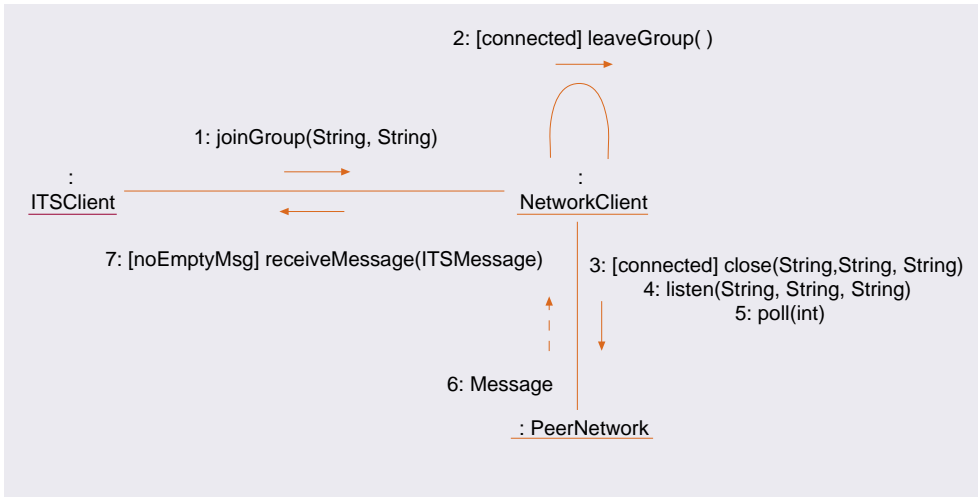 2: [connected] leaveGroup( )
1: joinGroup(String, String)
:
ITSClient
:
NetworkClient
7: [noEmptyMsg] receiveMessage(ITSMessage)
3: [connected] close(String,String, String)
4: listen(String, String, String)
5: poll(int)
6: Message
: PeerNetwork